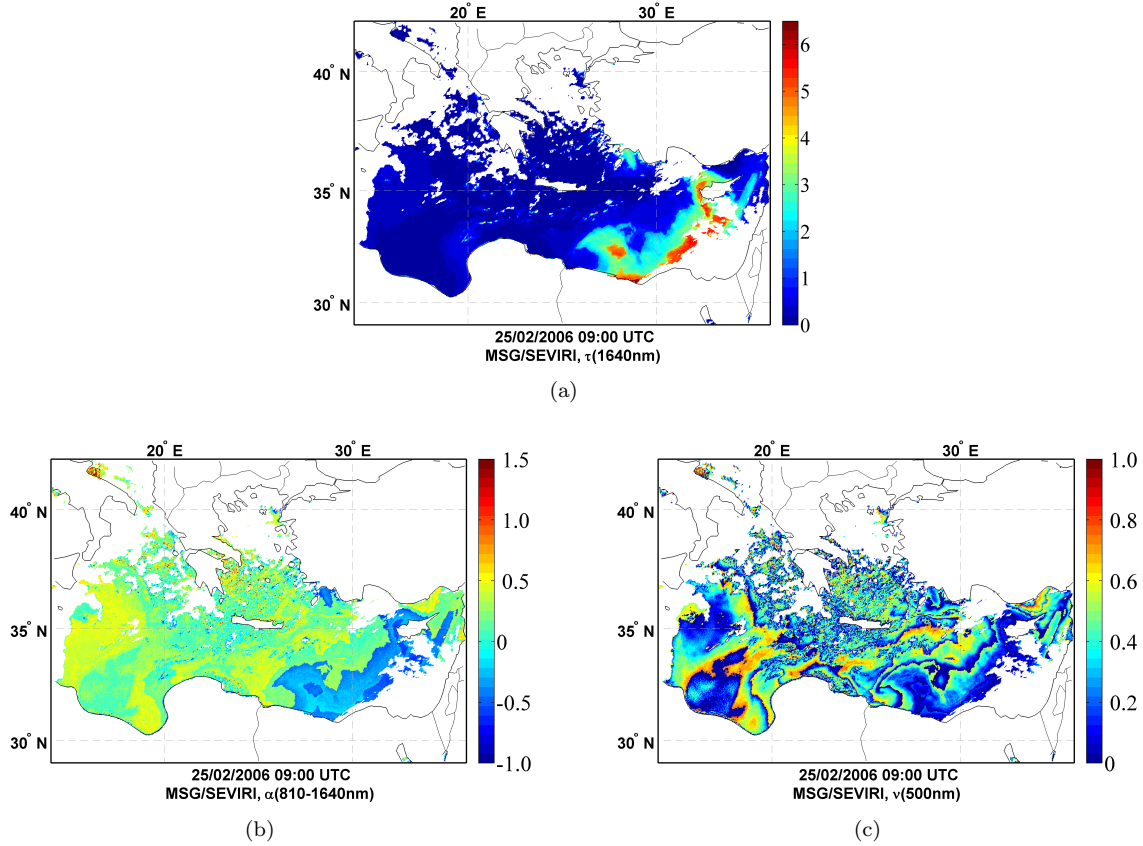 20° E 30° E
40° N
35° N
30° N
6
5
4
3
2
1
0
25/02/2006 09:00 UTC
MSG/SEVIRI, τ(1640nm)
(a)
20° E 30° E
40° N
35° N
30° N
1.5
1.0
0.5
0
-0.5
-1.0
25/02/2006 09:00 UTC
MSG/SEVIRI, α(810-1640nm)
(b)
20° E 30° E
40° N
35° N
30° N
1.0
0.8
0.6
0.4
0.2
0
25/02/2006 09:00 UTC
MSG/SEVIRI, ν(500nm)
(c)